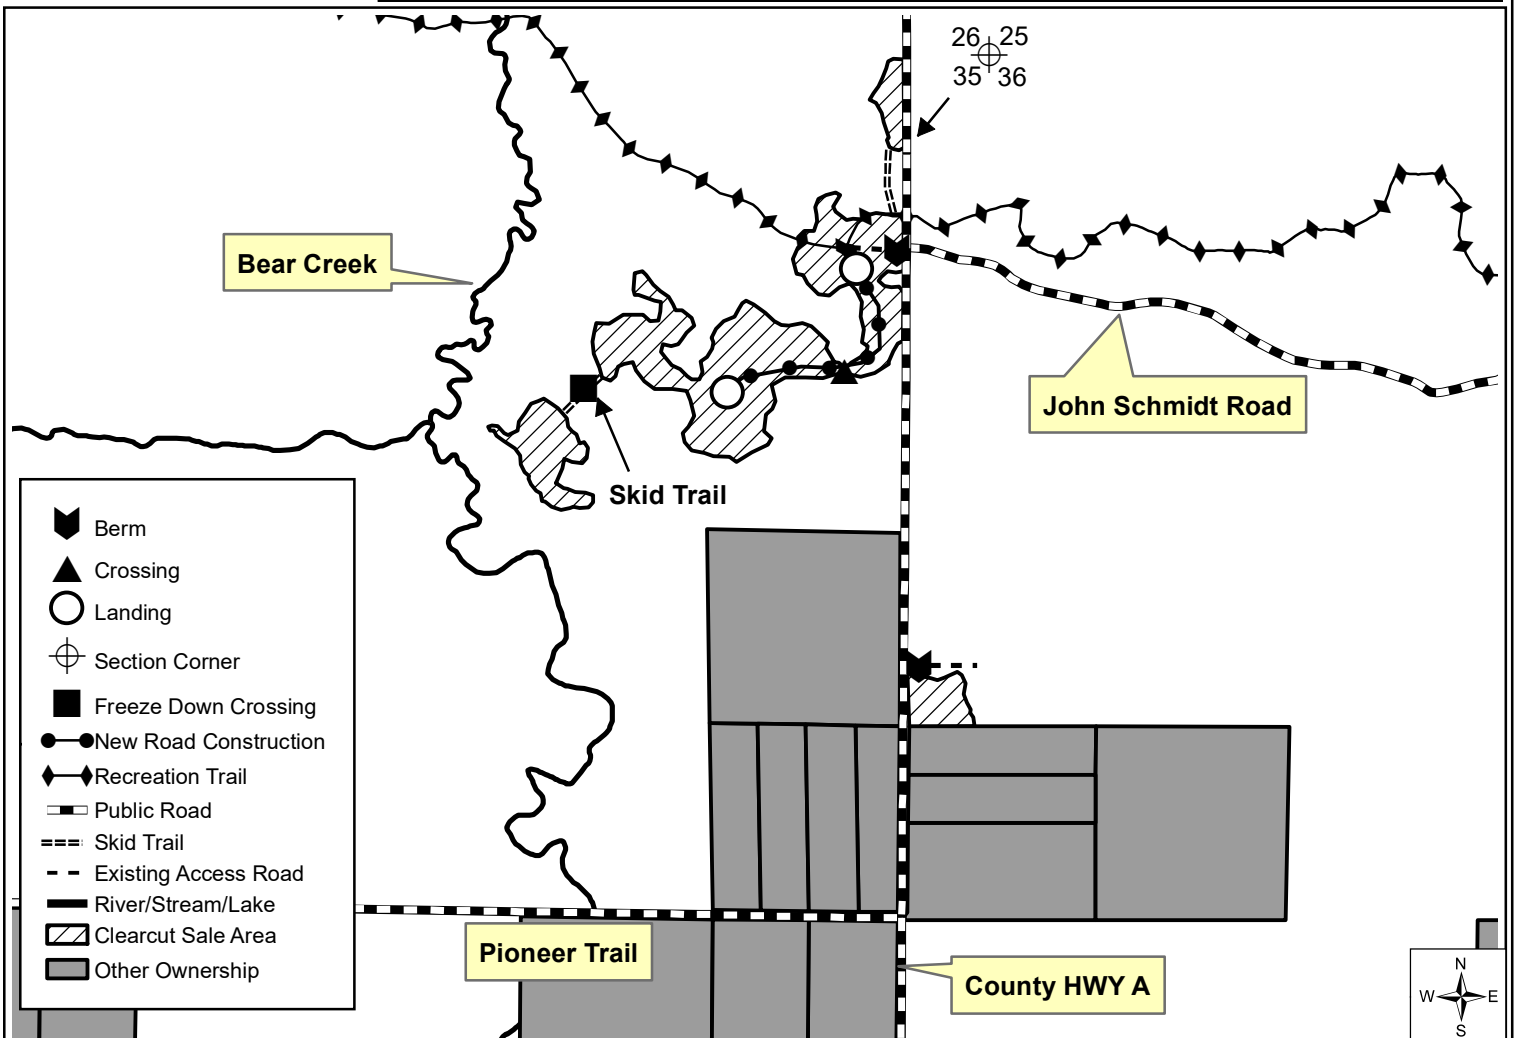 26 25
35 36
Bear Creek
John Schmidt Road
Skid Trail
Berm
Crossing
Landing
Section Corner
Freeze Down Crossing
New Road Construction
Recreation Trail
Public Road
Skid Trail
Existing Access Road
River/Stream/Lake
Clearcut Sale Area
Other Ownership
Pioneer Trail
County HWY A
N
W E
S